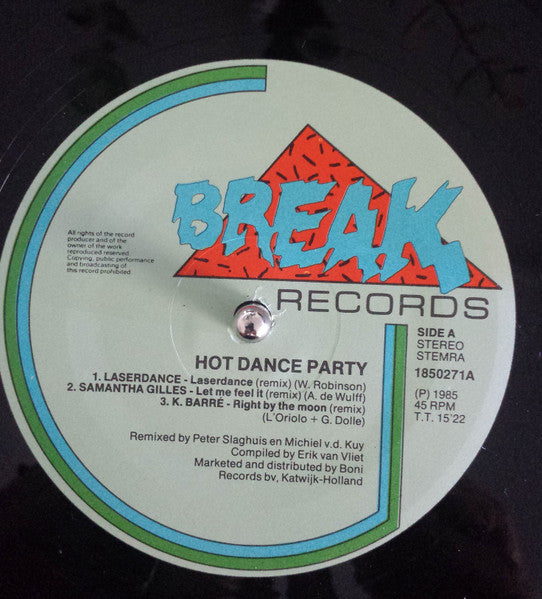 BREAK
RECORDS
All rights of the record
producer and of the
owner of the work
reproduced reserved.
Copying, public performance
and broadcasting of
this record prohibited
SIDE A
STEREO
STEMRA
1850271A
(P) 1985
45 RPM
T.T. 15'22
HOT DANCE PARTY
1. LASERDANCE - Laserdance (remix) (W. Robinson)
2. SAMANTHA GILLES - Let me feel it (remix) (A. de Wulff)
3. K. BARRÉ - Right by the moon (remix)
(L'Oriolo + G. Dolle)
Remixed by Peter Slaghuis en Michiel v.d. Kuy
Compiled by Erik van Vliet
Marketed and distributed by Boni
Records bv, Katwijk-Holland